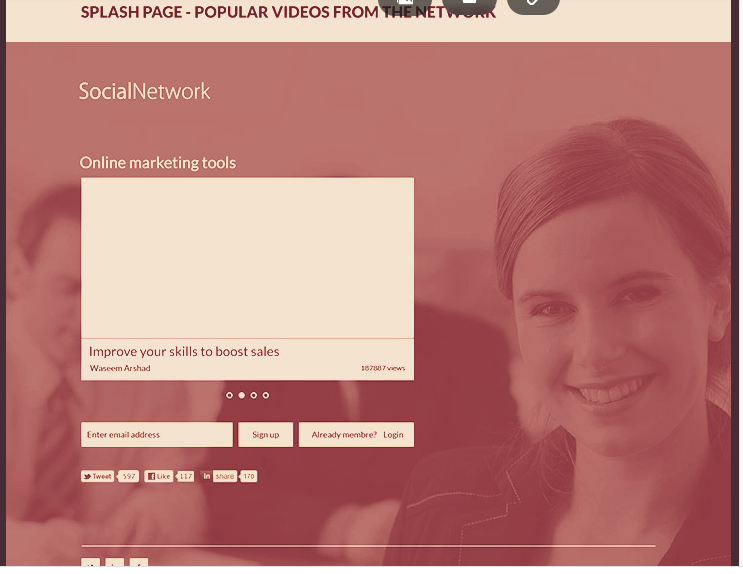 SPLASH PAGE - POPULAR VIDEOS FROM THE NETWORK
SocialNetwork
Online marketing tools
Improve your skills to boost sales
Waseem Arshad 187887 views
Enter email address Sign up Already membre? Login
Tweet 597 Like 117 in share 170